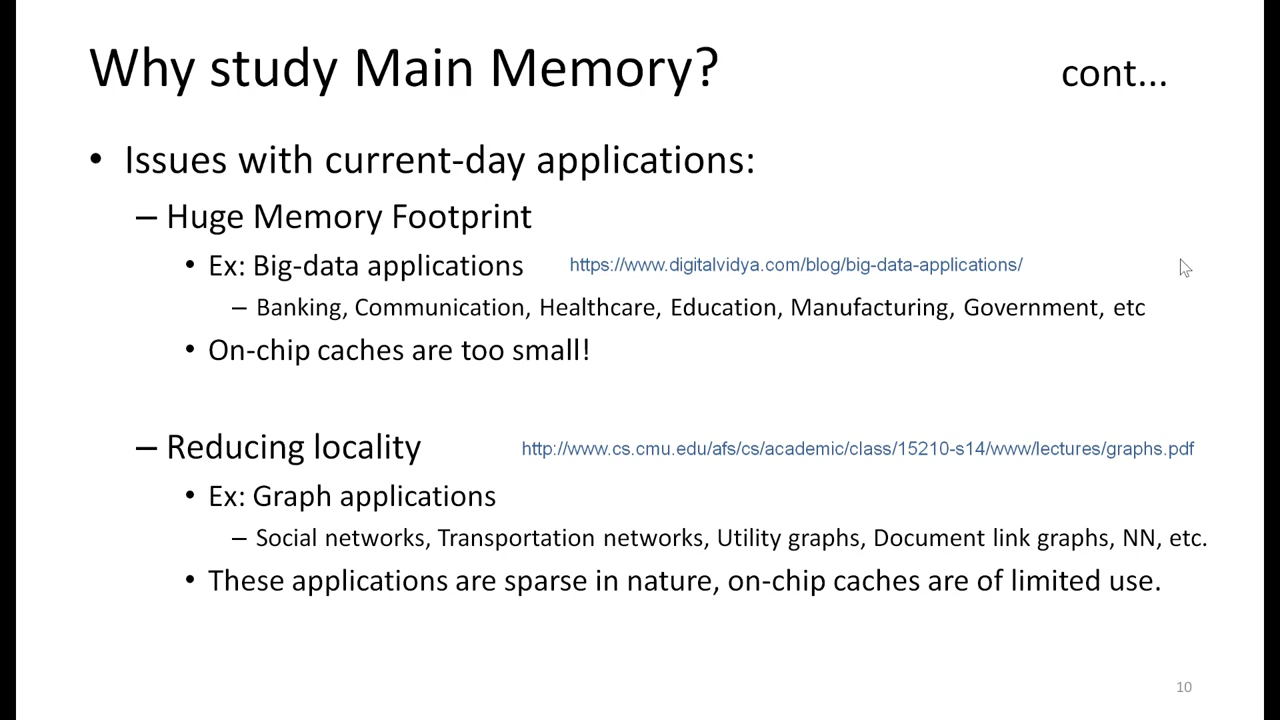 Why study Main Memory? cont...
• Issues with current-day applications:
– Huge Memory Footprint
• Ex: Big-data applications https://www.digitalvidya.com/blog/big-data-applications/
– Banking, Communication, Healthcare, Education, Manufacturing, Government, etc
• On-chip caches are too small!
– Reducing locality http://www.cs.cmu.edu/afs/cs/academic/class/15210-s14/www/lectures/graphs.pdf
• Ex: Graph applications
– Social networks, Transportation networks, Utility graphs, Document link graphs, NN, etc.
• These applications are sparse in nature, on-chip caches are of limited use.
10